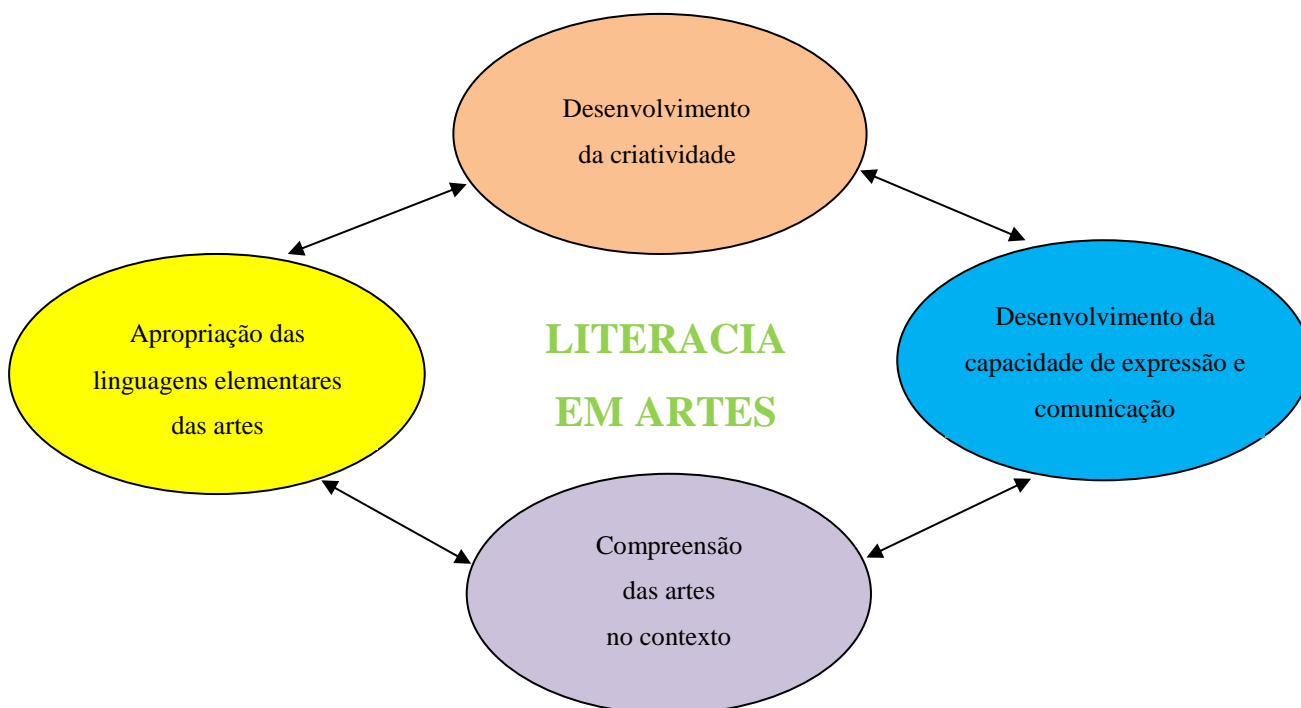 Desenvolvimento
da criatividade
Apropriação das
linguagens elementares
das artes
LITERACIA
EM ARTES
Desenvolvimento da
capacidade de expressão e
comunicação
Compreensão
das artes
no contexto